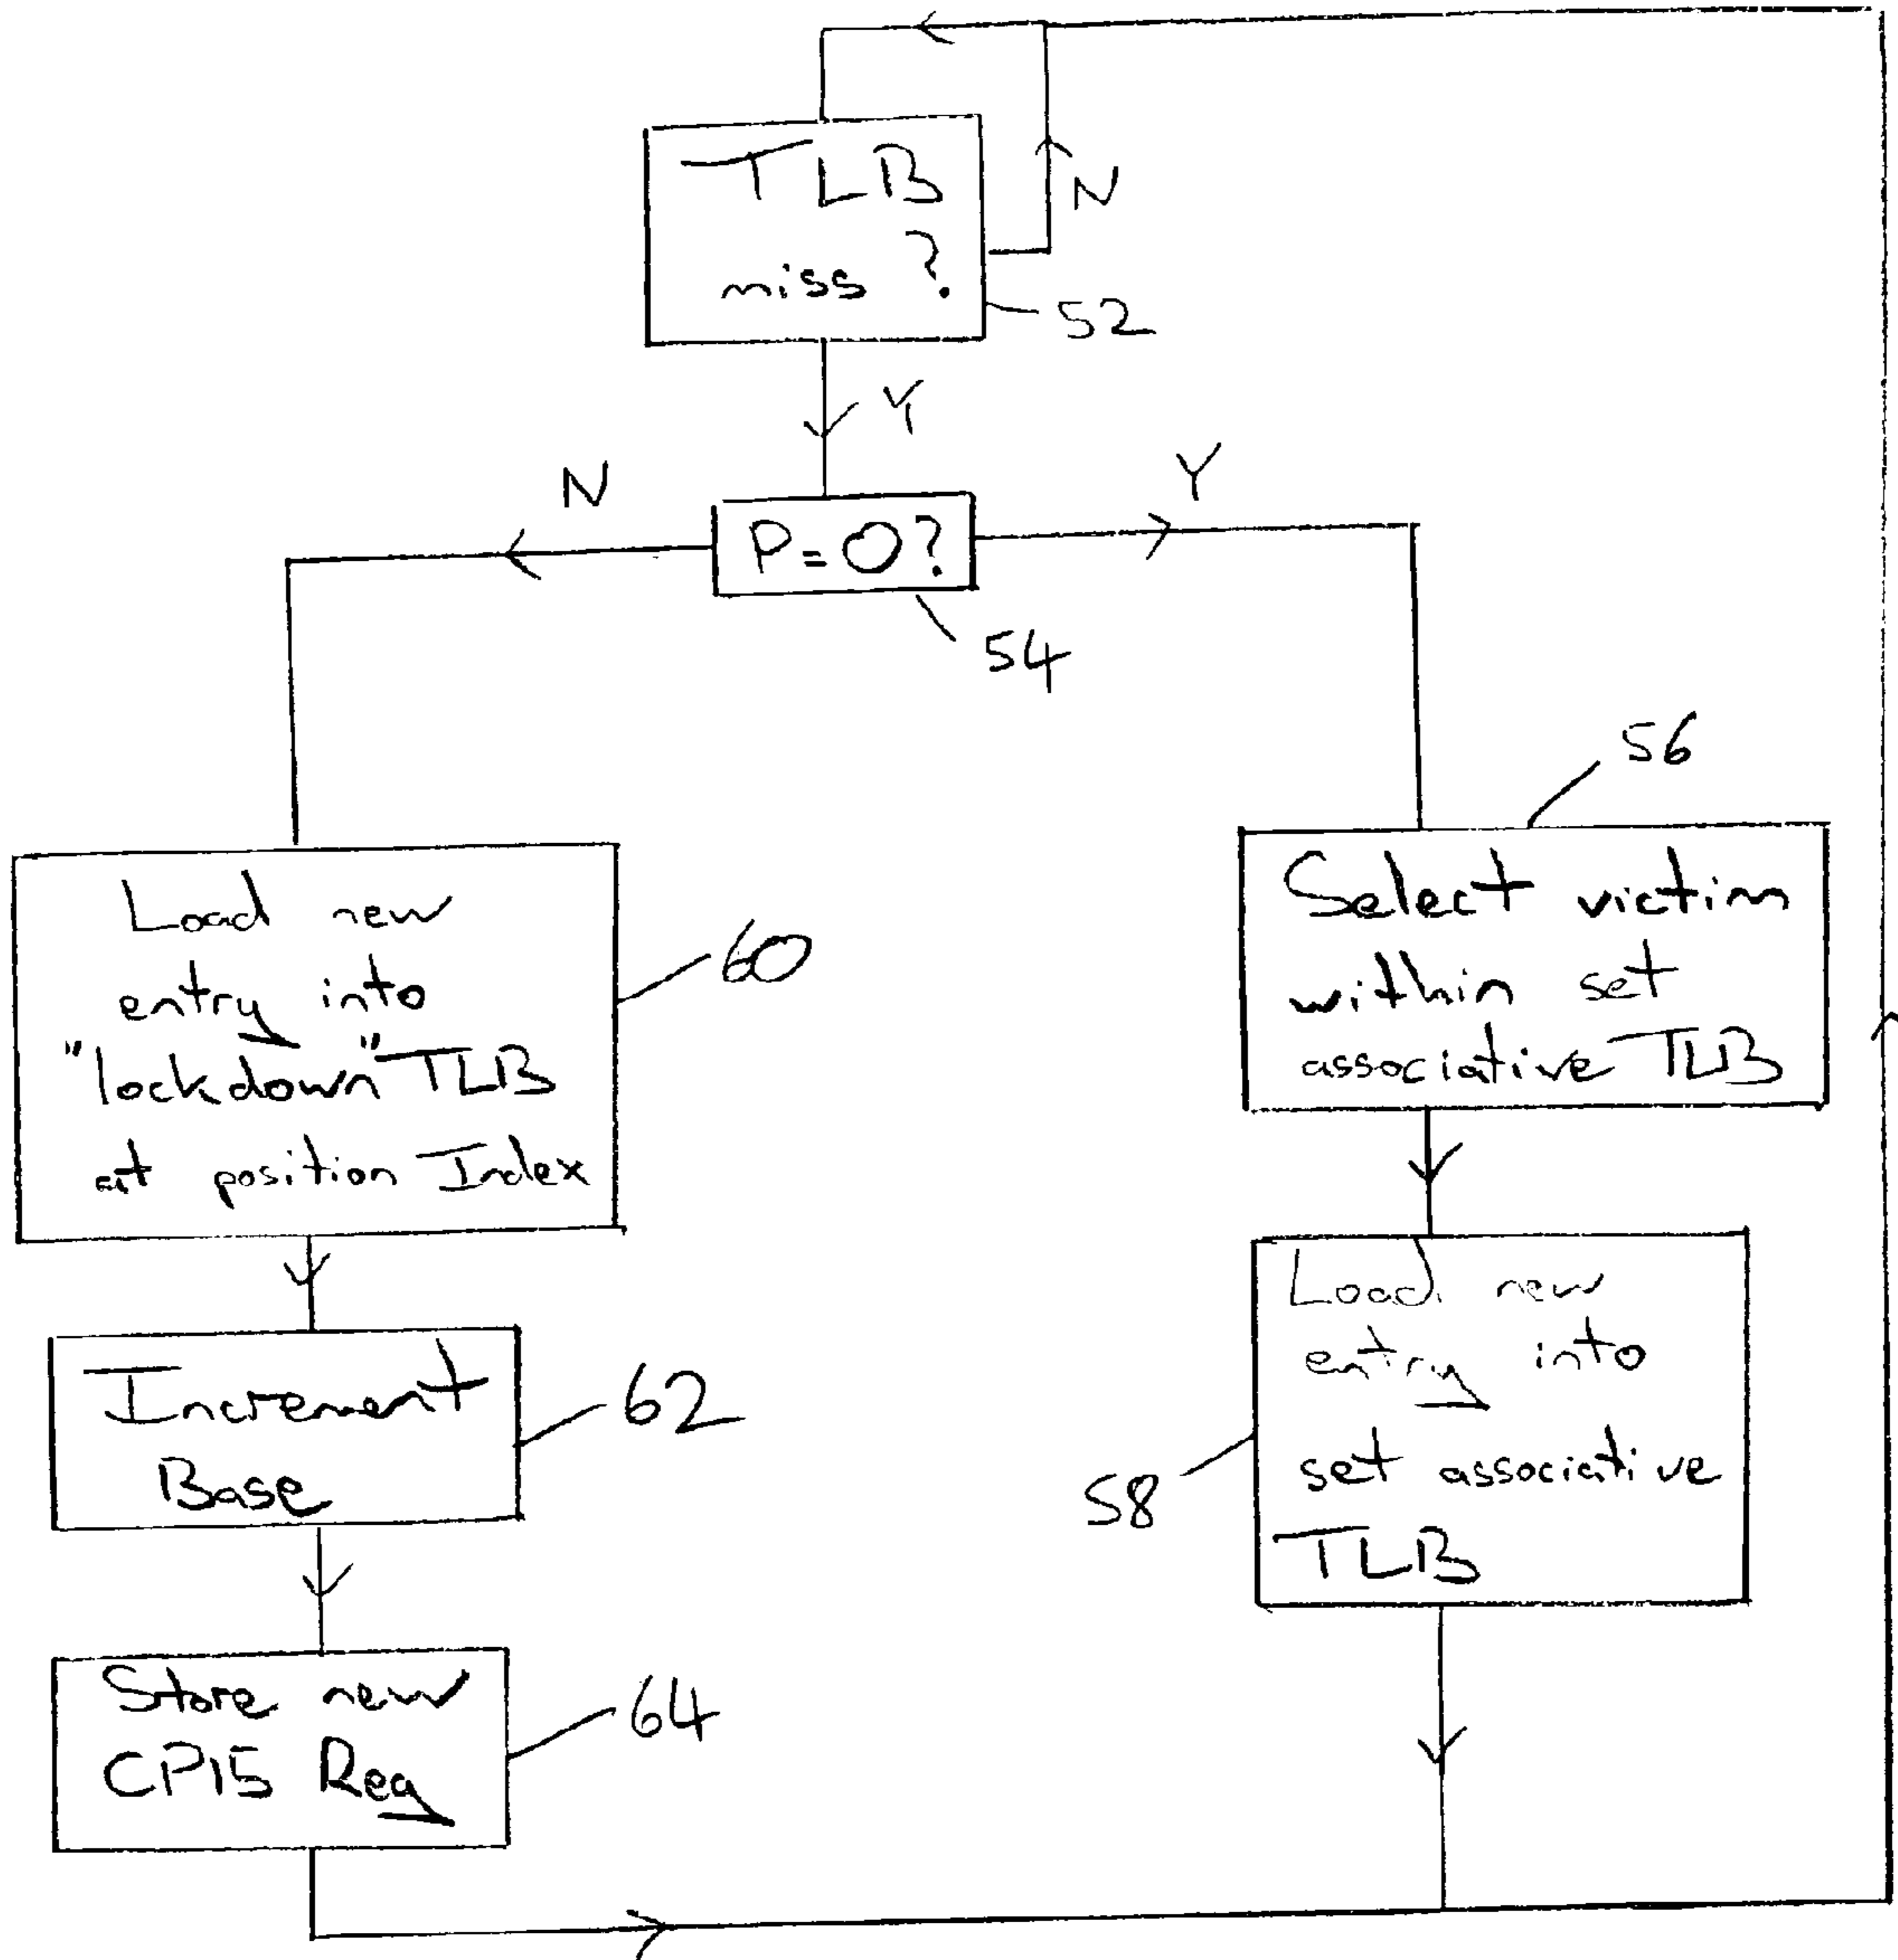 TLB
miss ?
N
52
Y
N
Y
P=0?
54
56
Load new
entry into
"lockdown" TLB
at position Index
60
Select victim
within set
associative TLB
Increment
Base
62
Load new
entry into
set associative
TLB
58
Store new
CP15 Reg
64